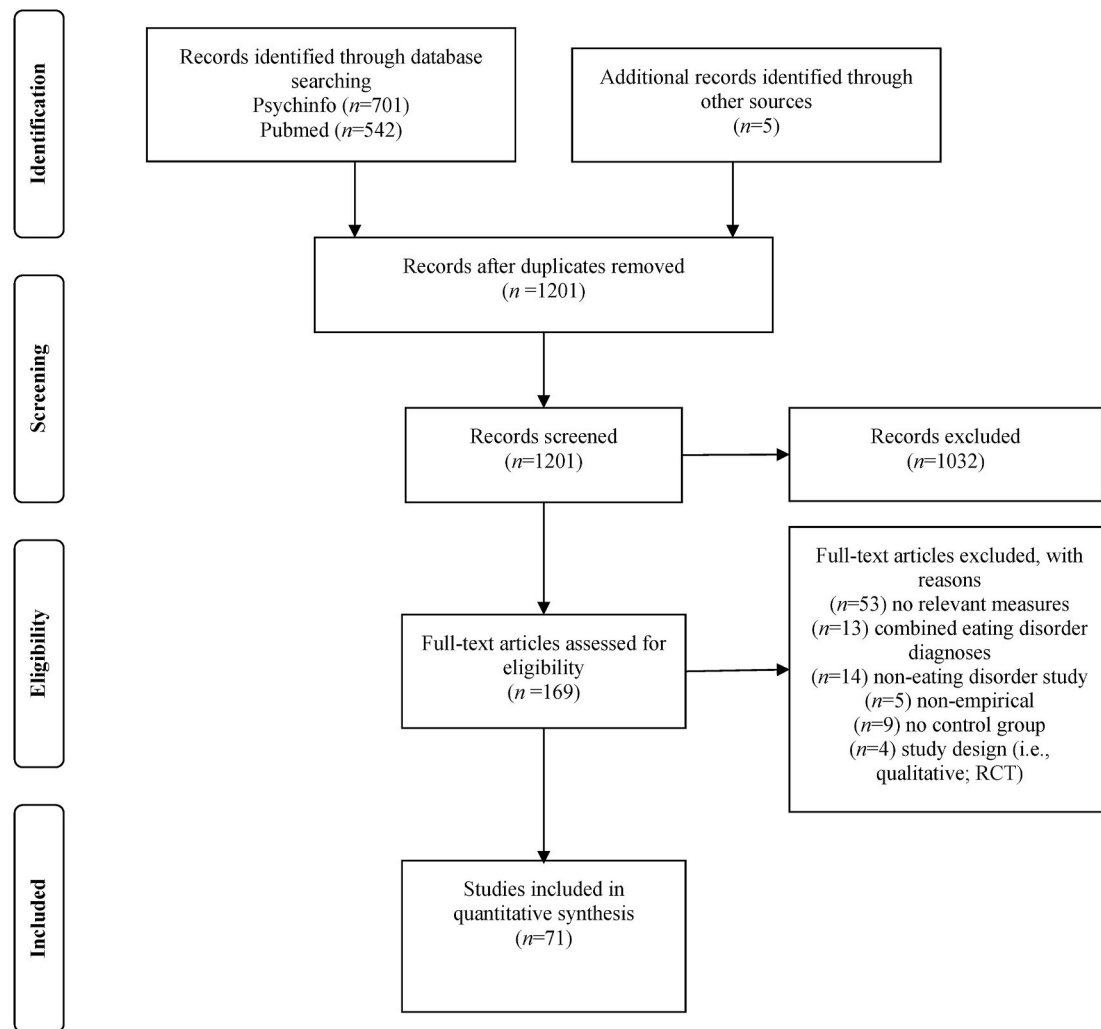 Identification
Records identified through database
searching
Psychinfo (n=701)
Pubmed (n=542)
Additional records identified through
other sources
(n=5)
Records after duplicates removed
(n =1201)
Screening
Records screened
(n=1201)
Records excluded
(n=1032)
Eligibility
Full-text articles assessed for
eligibility
(n =169)
Full-text articles excluded, with
reasons
(n=53) no relevant measures
(n=13) combined eating disorder
diagnoses
(n=14) non-eating disorder study
(n=5) non-empirical
(n=9) no control group
(n=4) study design (i.e.,
qualitative; RCT)
Included
Studies included in
quantitative synthesis
(n=71)